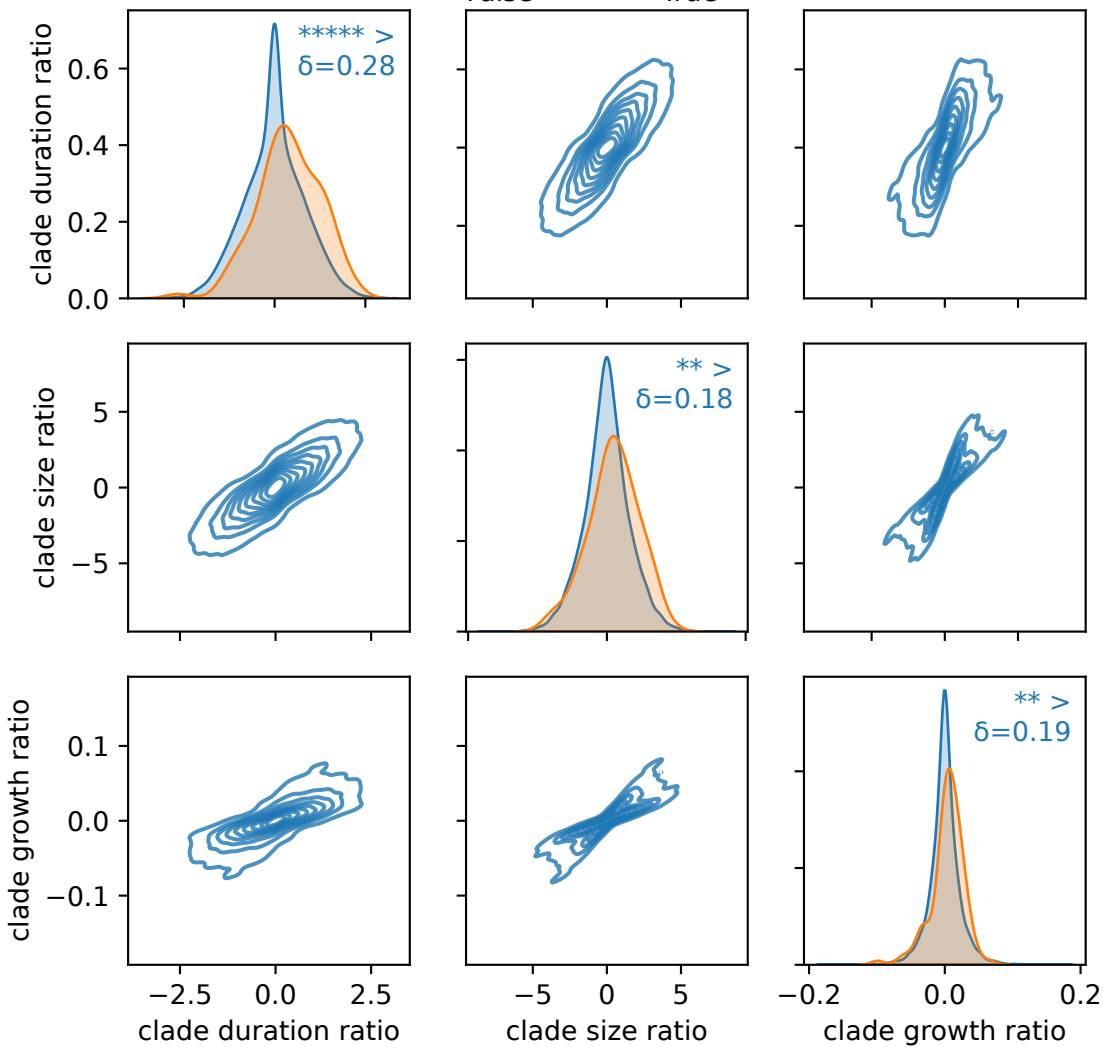 clade duration ratio
0.6
0.4
0.2
0.0
***** >
δ=0.28
clade size ratio
5
0
−5
** >
δ=0.18
clade growth ratio
0.1
0.0
−0.1
** >
δ=0.19
−2.5 0.0 2.5
−5 0 5
−0.2 0.0 0.2
clade duration ratio
clade size ratio
clade growth ratio